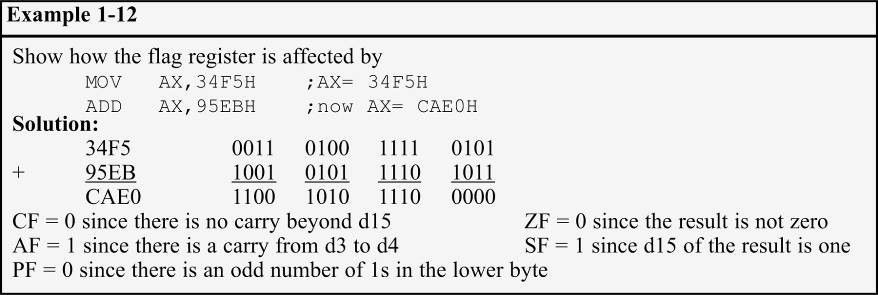 Example 1-12
Show how the flag register is affected by
MOV AX,34F5H ;AX= 34F5H
ADD AX,95EBH ;now AX= CAE0H
Solution:
34F5 0011 0100 1111 0101
+ 95EB 1001 0101 1110 1011
CAE0 1100 1010 1110 0000
CF = 0 since there is no carry beyond d15 ZF = 0 since the result is not zero
AF = 1 since there is a carry from d3 to d4 SF = 1 since d15 of the result is one
PF = 0 since there is an odd number of 1s in the lower byte